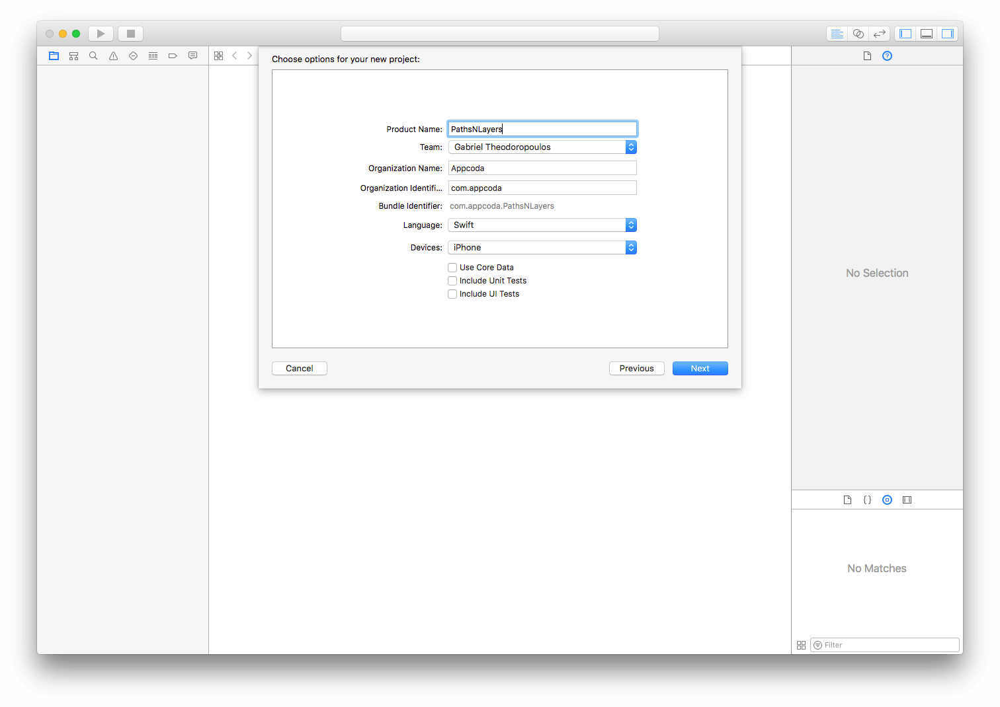 Choose options for your new project:
Product Name: PathsNLayers
Team: Gabriel Theodoropoulos
Organization Name: Appcoda
Organization Identifi... com.appcoda
Bundle Identifier: com.appcoda.PathsNLayers
Language: Swift
Devices: iPhone
Use Core Data
Include Unit Tests
Include UI Tests
Cancel Previous Next
No Selection
No Matches
Filter